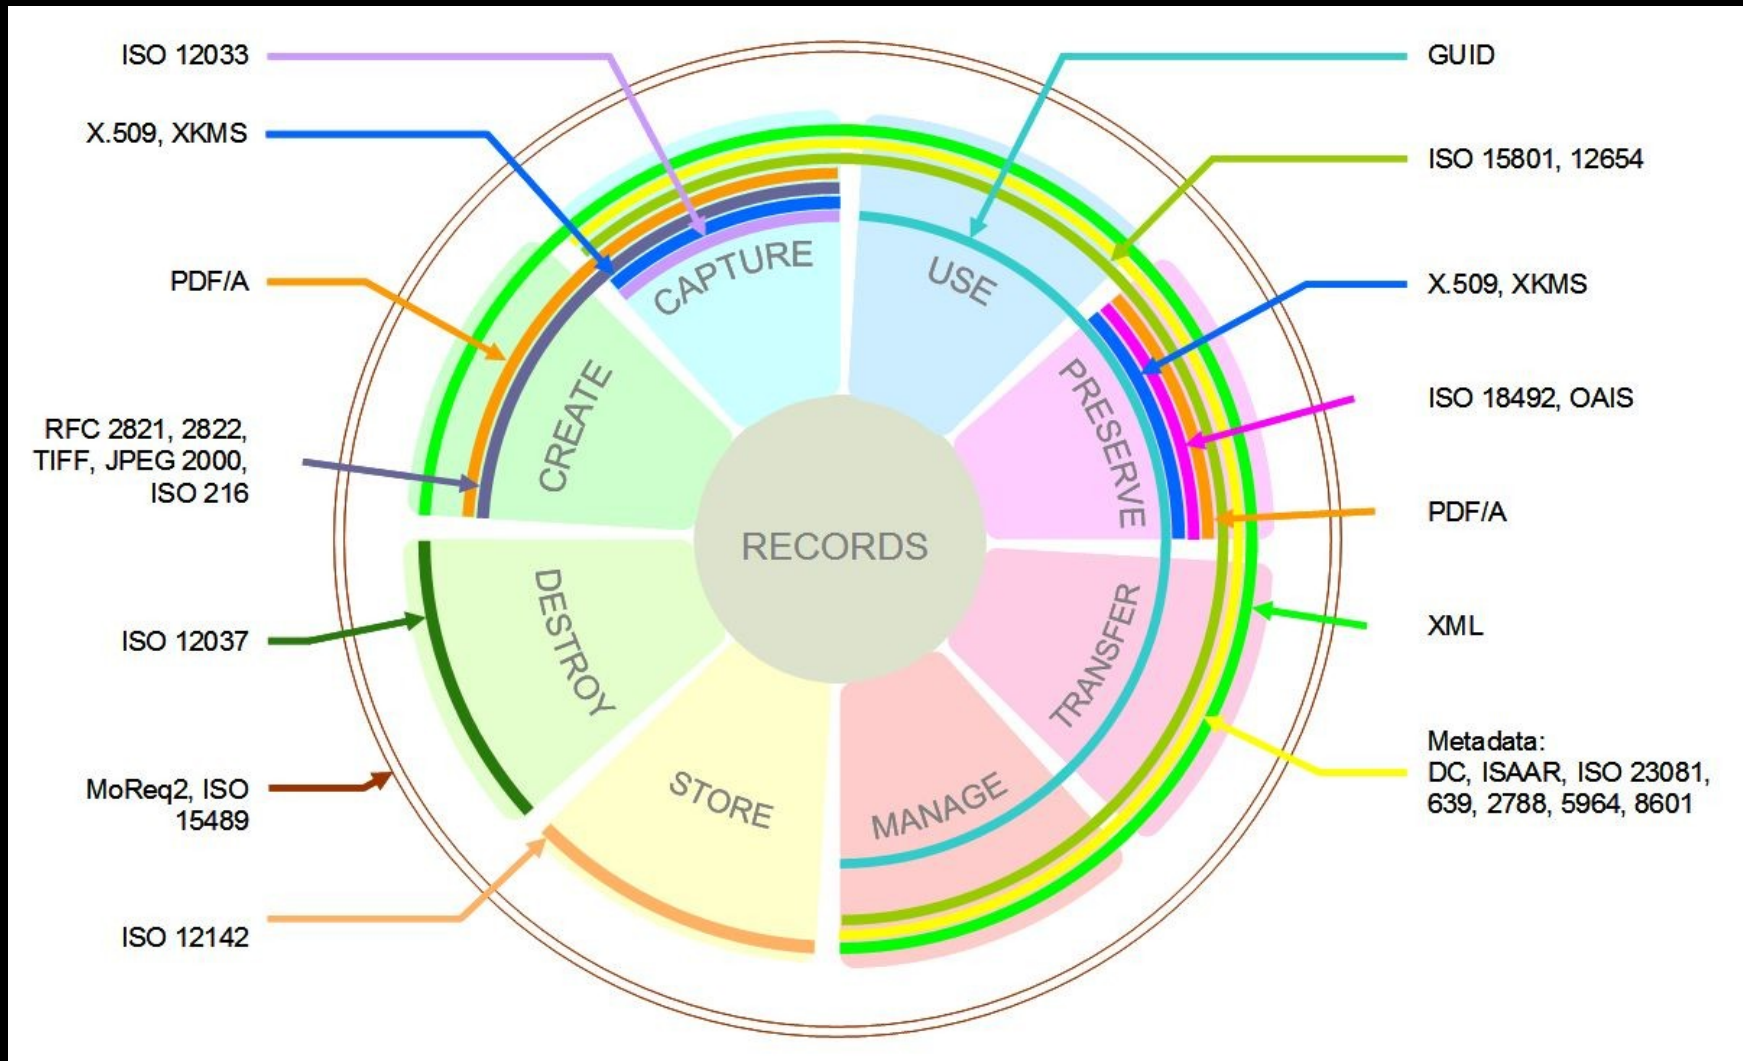 ISO 12033
X.509, XKMS
PDF/A
RFC 2821, 2822,
TIFF, JPEG 2000,
ISO 216
ISO 12037
MoReq2, ISO
15489
ISO 12142
CAPTURE
USE
CREATE
PRESERVE
RECORDS
DESTROY
TRANSFER
STORE
MANAGE
GUID
ISO 15801, 12654
X.509, XKMS
ISO 18492, OAIS
PDF/A
XML
Metadata:
DC, ISAAR, ISO 23081,
639, 2788, 5964, 8601